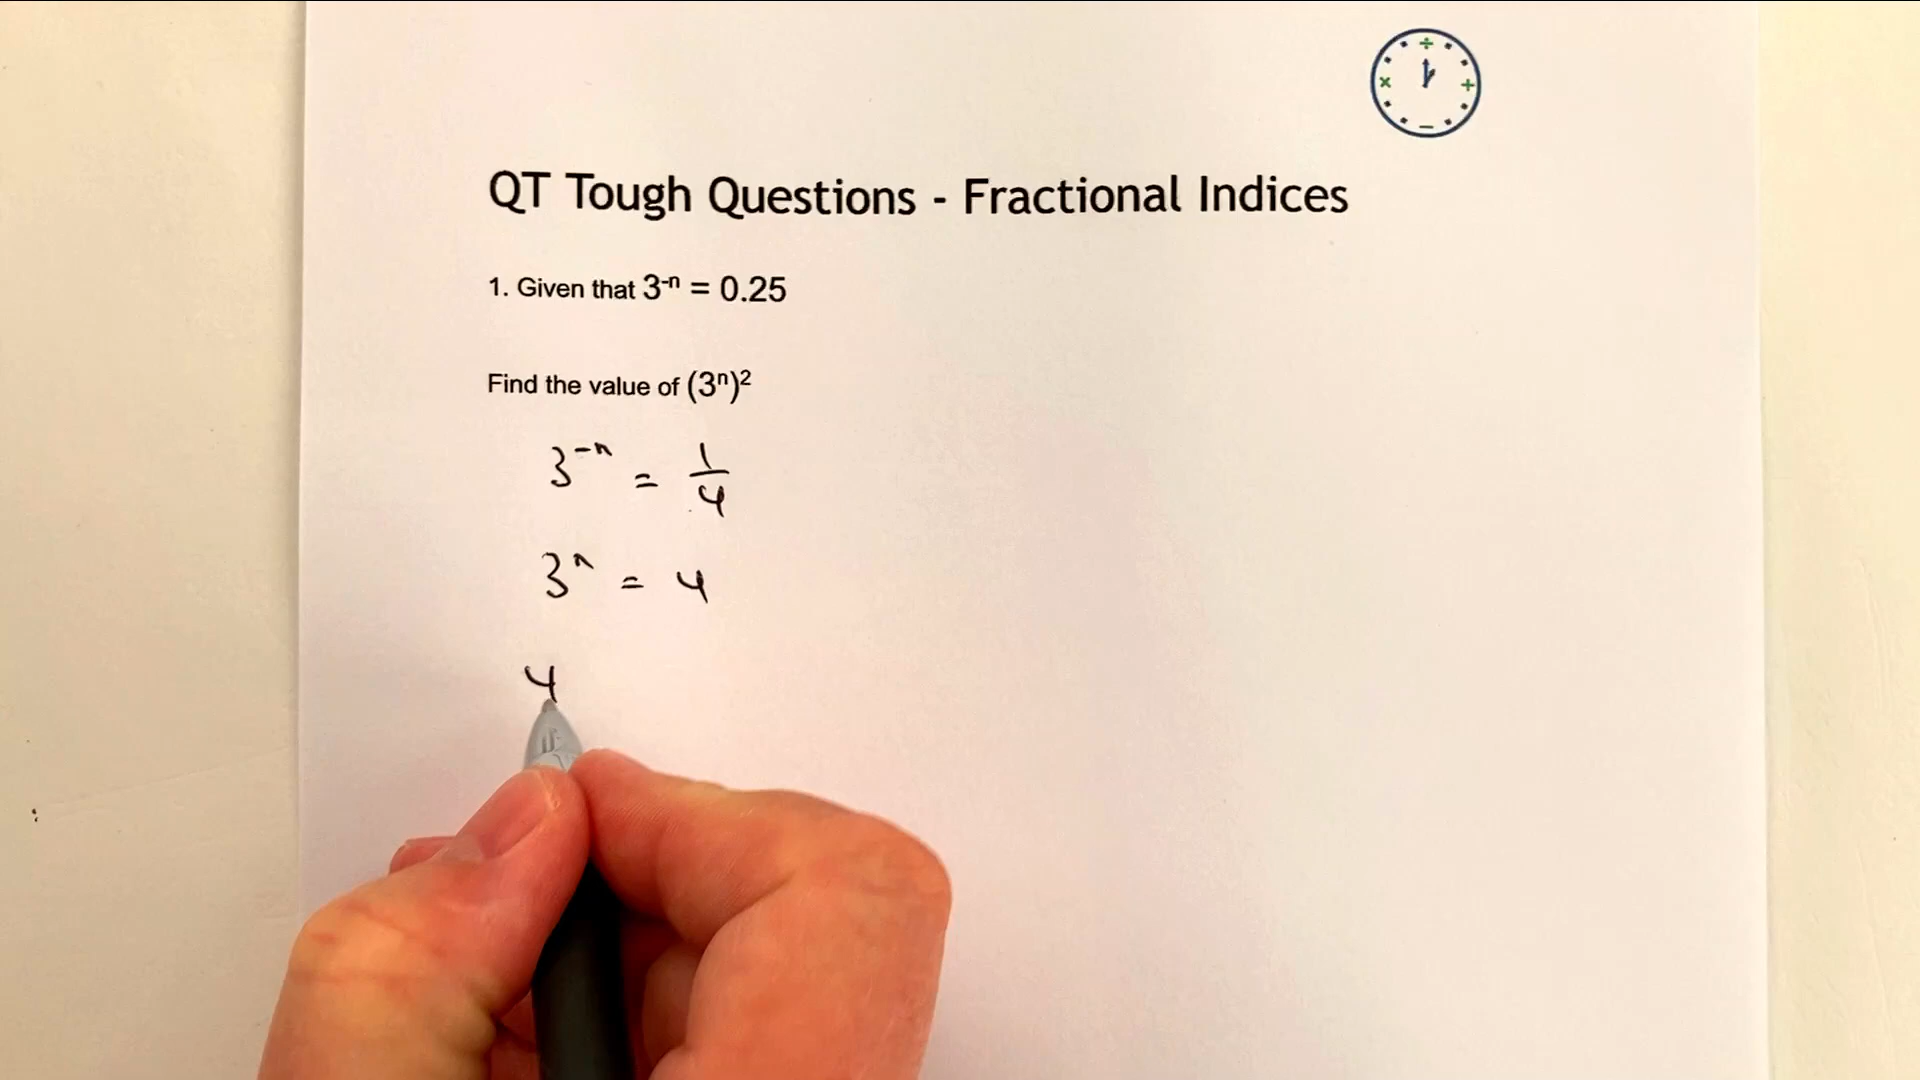 QT Tough Questions - Fractional Indices
1. Given that 3⁻ⁿ = 0.25
Find the value of (3ⁿ)²
3⁻ⁿ = 1/4
3ⁿ = 4
4